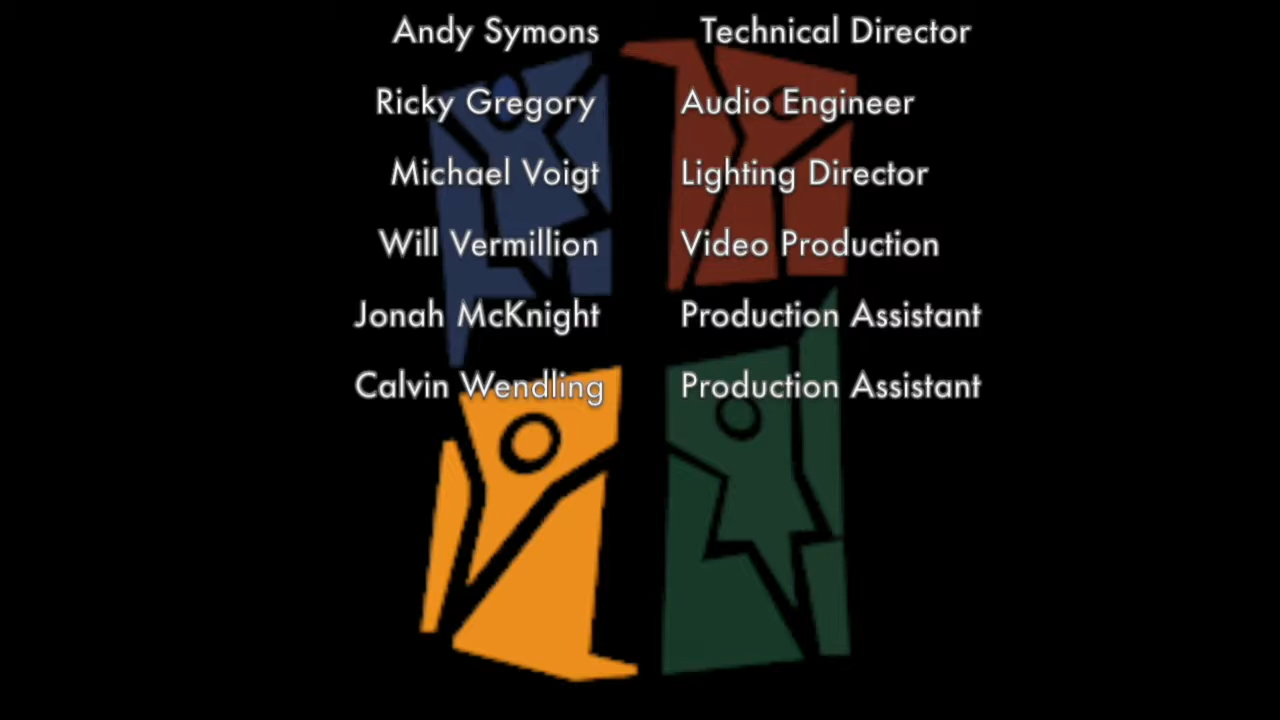 Andy Symons Technical Director
Ricky Gregory Audio Engineer
Michael Voigt Lighting Director
Will Vermillion Video Production
Jonah McKnight Production Assistant
Calvin Wendling Production Assistant